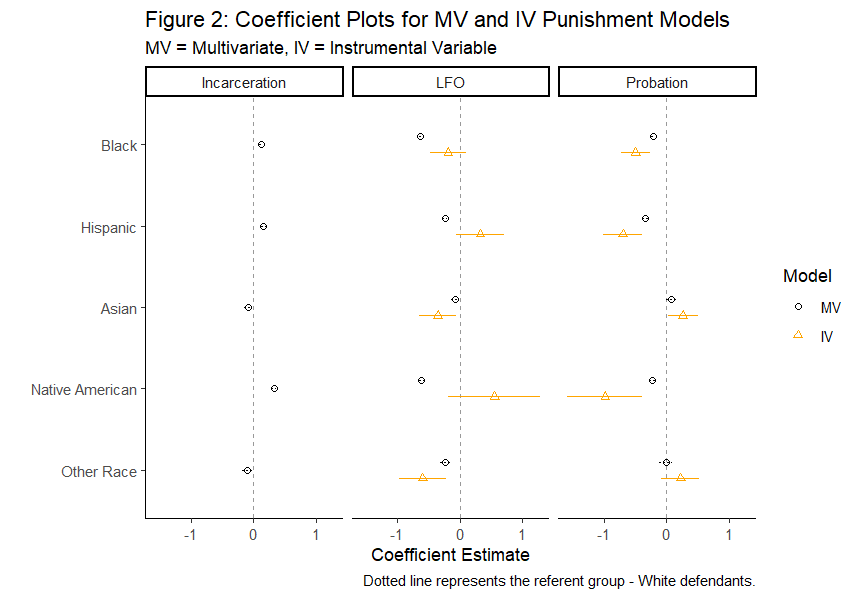 Figure 2: Coefficient Plots for MV and IV Punishment Models
MV = Multivariate, IV = Instrumental Variable
Incarceration LFO Probation
Black
Hispanic
Asian
Native American
Other Race
Model
MV
IV
-1 0 1 -1 0 1 -1 0 1
Coefficient Estimate
Dotted line represents the referent group - White defendants.